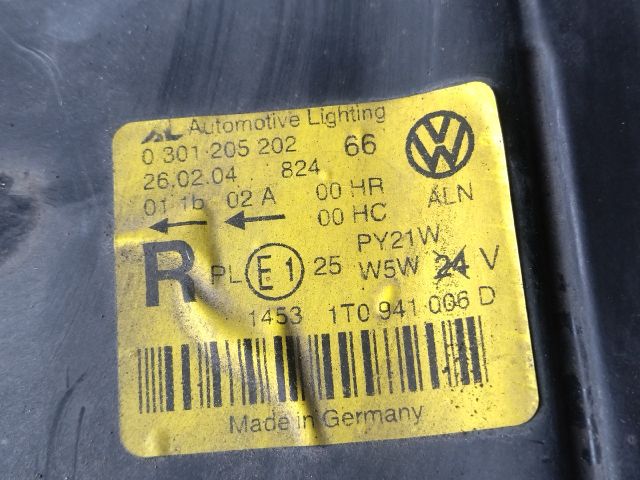 AL Automotive Lighting
0 301 205 202 66
26.02.04 824
01 1b 02 A 00 HR
00 HC
ALN
R PL E1 25
PY21W
W5W 24 V
1453 1T0 941 006 D
Made in Germany